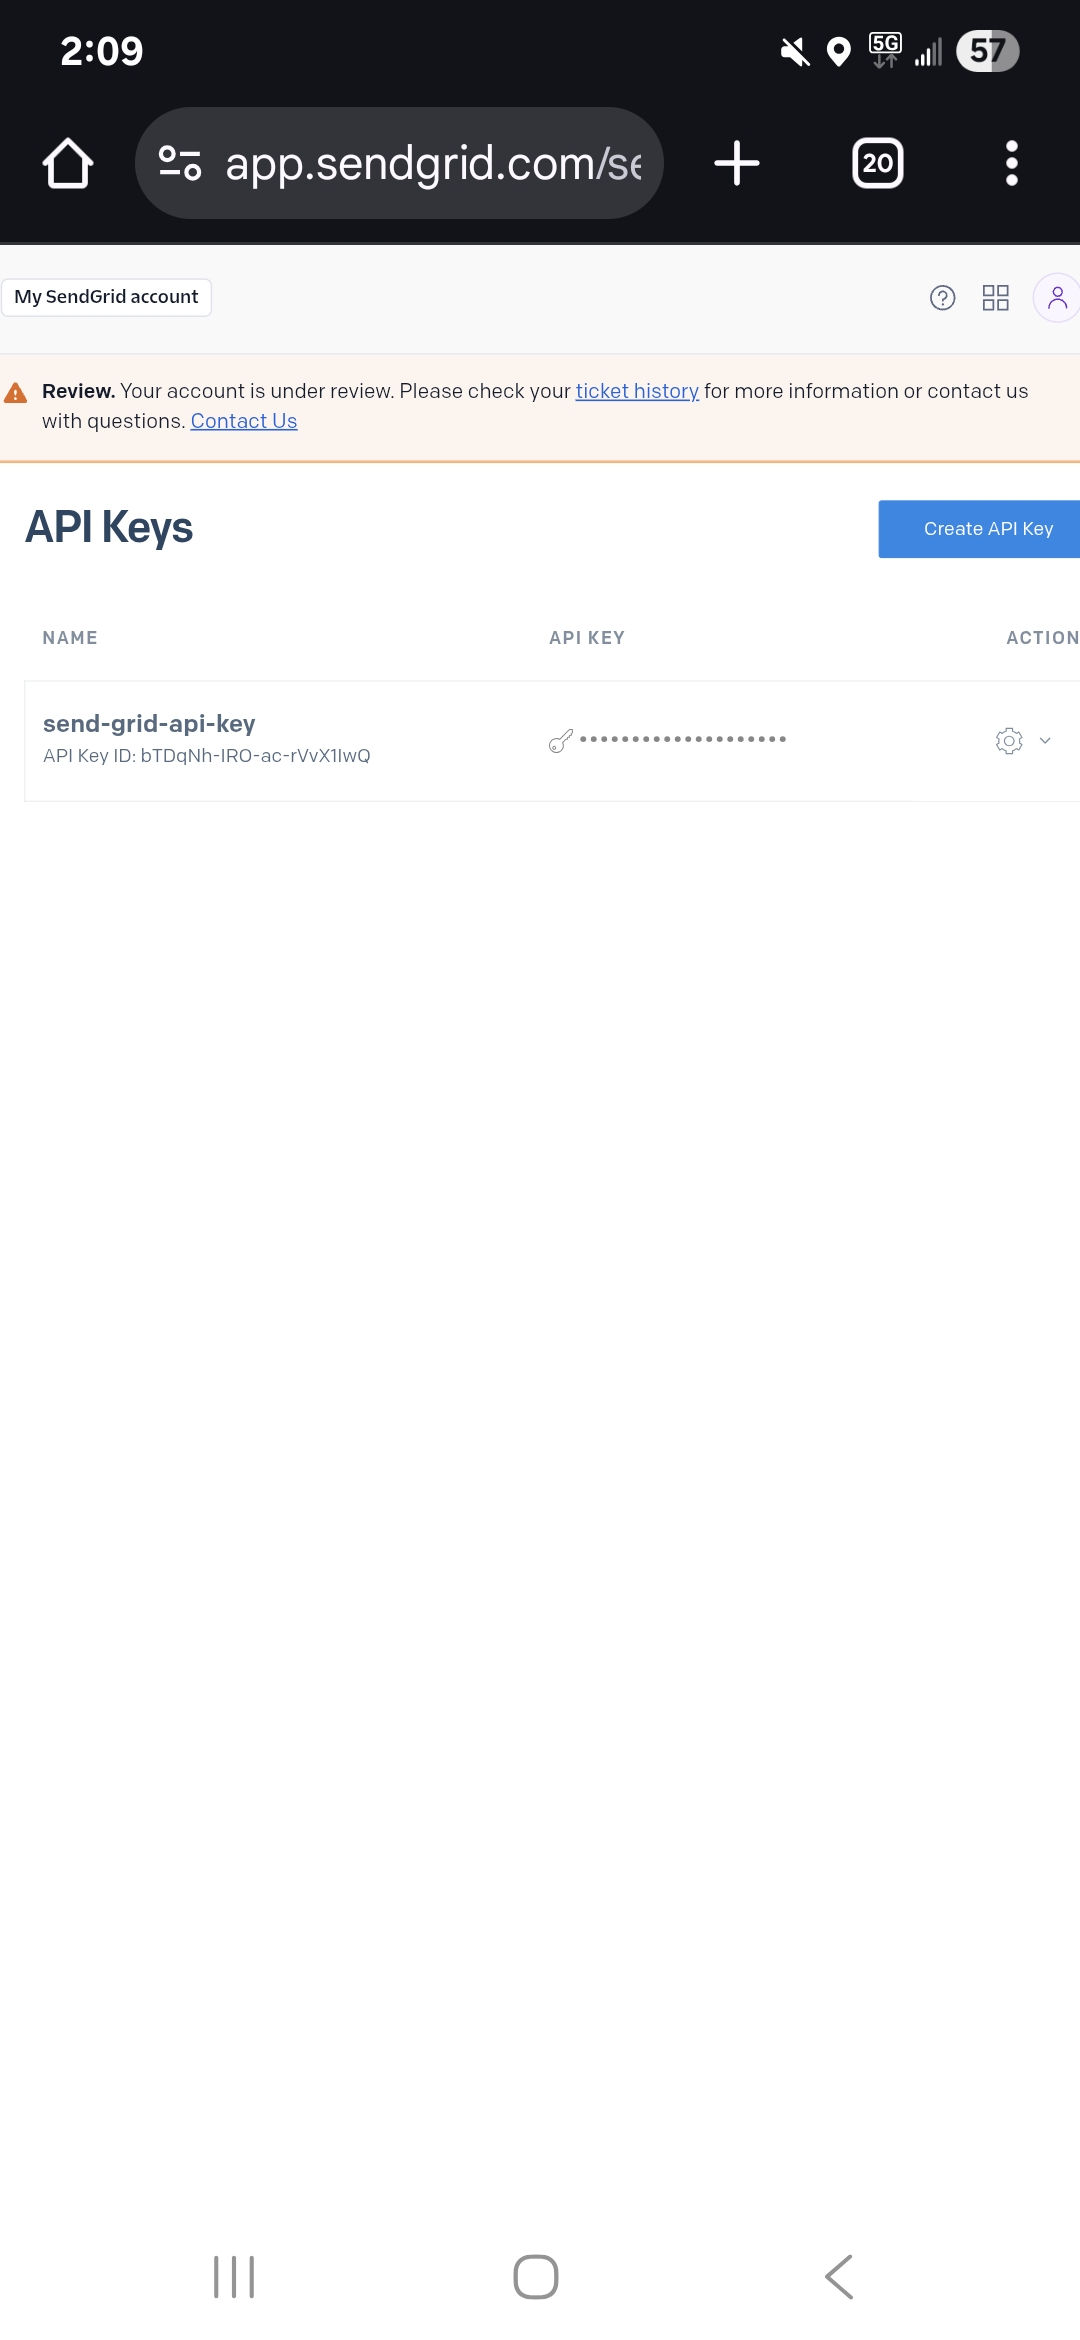 2:09
5G
57
app.sendgrid.com/se
20
My SendGrid account
Review. Your account is under review. Please check your ticket history for more information or contact us
with questions. Contact Us
API Keys
Create API Key
NAME
API KEY
ACTION
send-grid-api-key
API Key ID: bTDqNh-IRO-ac-rVvX1IwQ
••••••••••••••••••••